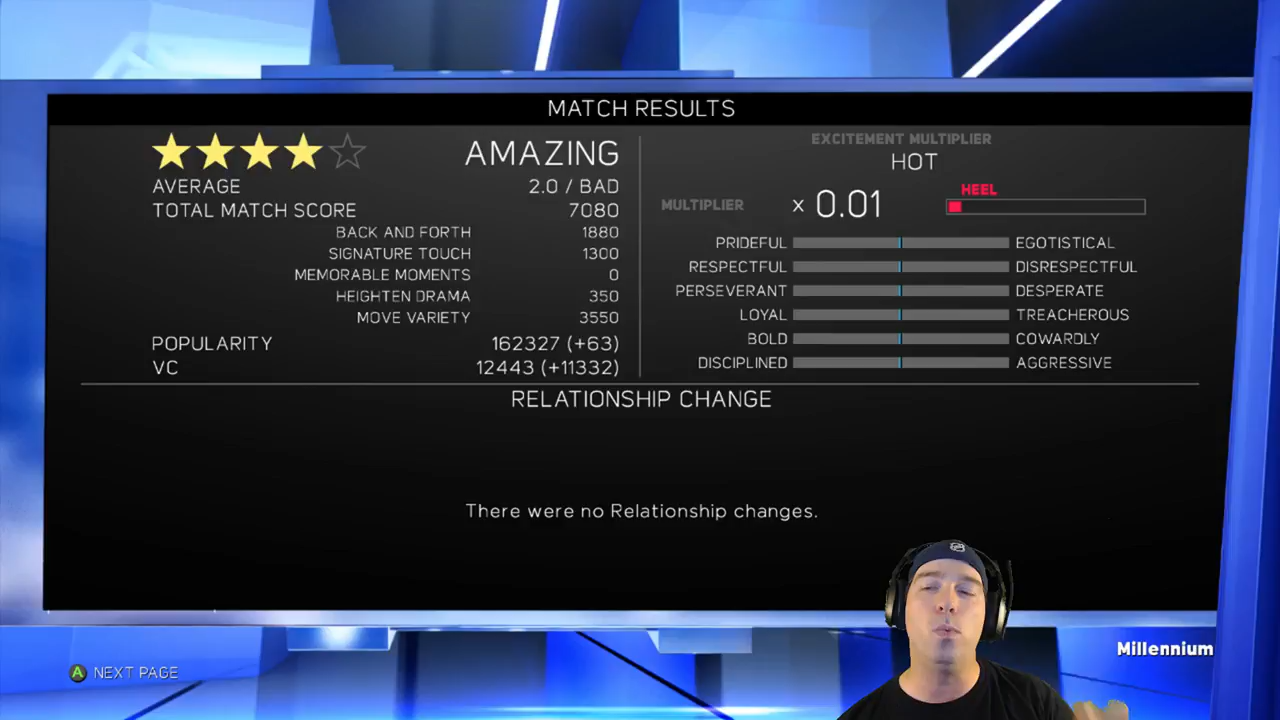 MATCH RESULTS
AMAZING
AVERAGE 2.0 / BAD
TOTAL MATCH SCORE 7080
BACK AND FORTH 1880
SIGNATURE TOUCH 1300
MEMORABLE MOMENTS 0
HEIGHTEN DRAMA 350
MOVE VARIETY 3550
POPULARITY 162327 (+63)
VC 12443 (+11332)
EXCITEMENT MULTIPLIER
HOT
MULTIPLIER x 0.01 HEEL
PRIDEFUL EGOTISTICAL
RESPECTFUL DISRESPECTFUL
PERSEVERANT DESPERATE
LOYAL TREACHEROUS
BOLD COWARDLY
DISCIPLINED AGGRESSIVE
RELATIONSHIP CHANGE
There were no Relationship changes.
Millennium
A NEXT PAGE